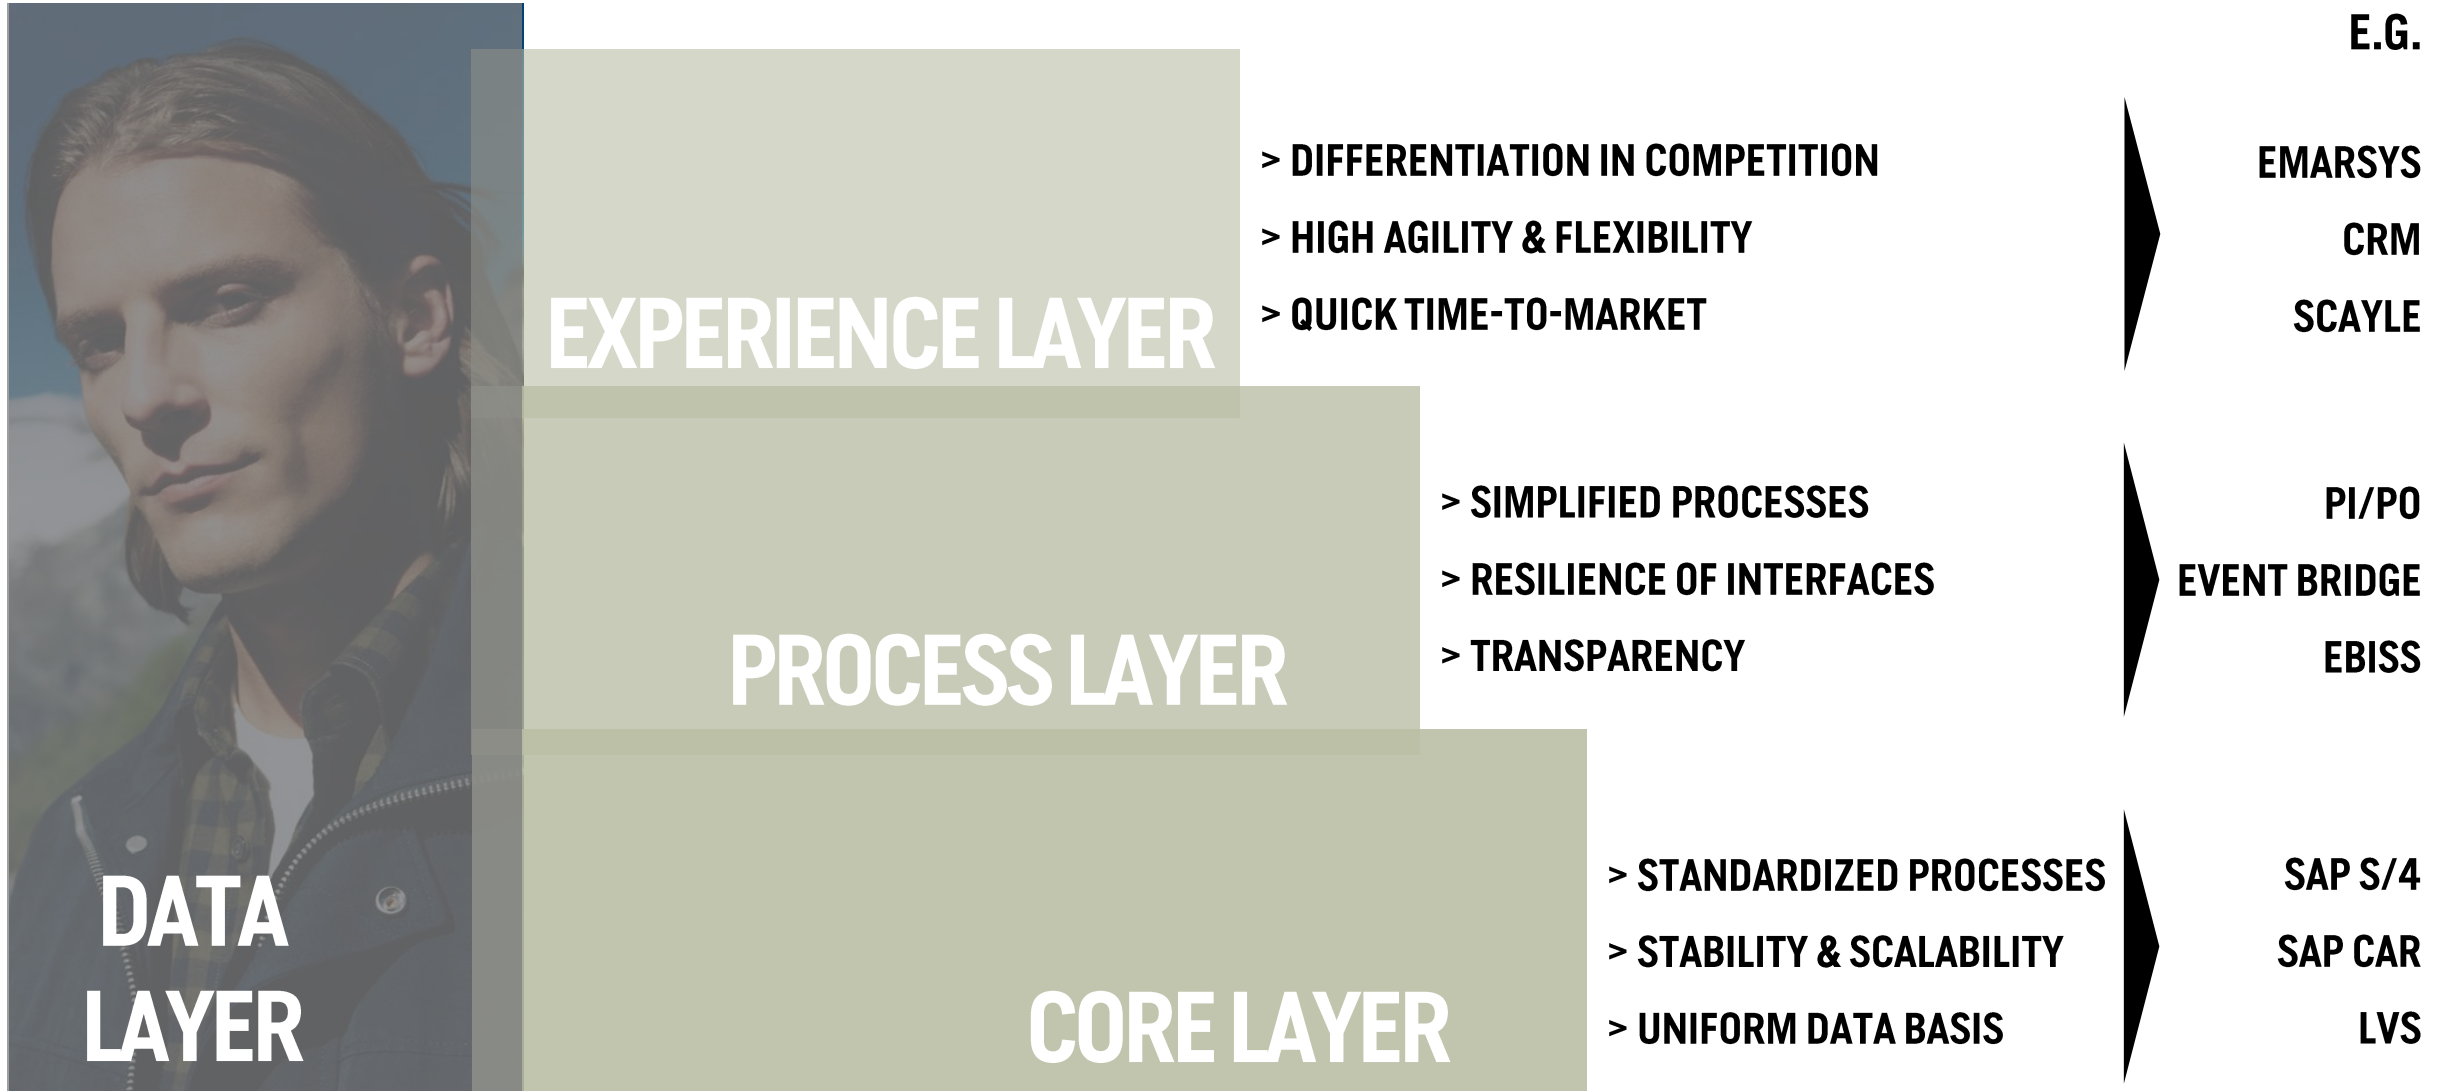 E.G.
EXPERIENCE LAYER
> DIFFERENTIATION IN COMPETITION
> HIGH AGILITY & FLEXIBILITY
> QUICK TIME-TO-MARKET
EMARSYS
CRM
SCAYLE
PROCESS LAYER
> SIMPLIFIED PROCESSES
> RESILIENCE OF INTERFACES
> TRANSPARENCY
PI/PO
EVENT BRIDGE
EBISS
CORE LAYER
> STANDARDIZED PROCESSES
> STABILITY & SCALABILITY
> UNIFORM DATA BASIS
SAP S/4
SAP CAR
LVS
DATA
LAYER